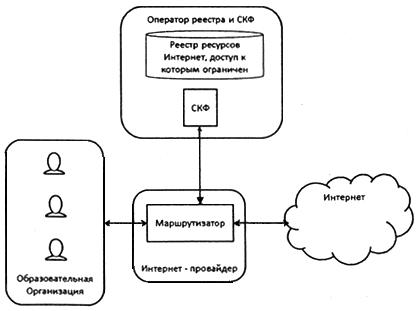 Оператор реестра и СКФ
Реестр ресурсов
Интернет, доступ к
которым ограничен
СКФ
Интернет
Маршрутизатор
Интернет - провайдер
Образовательная
Организация